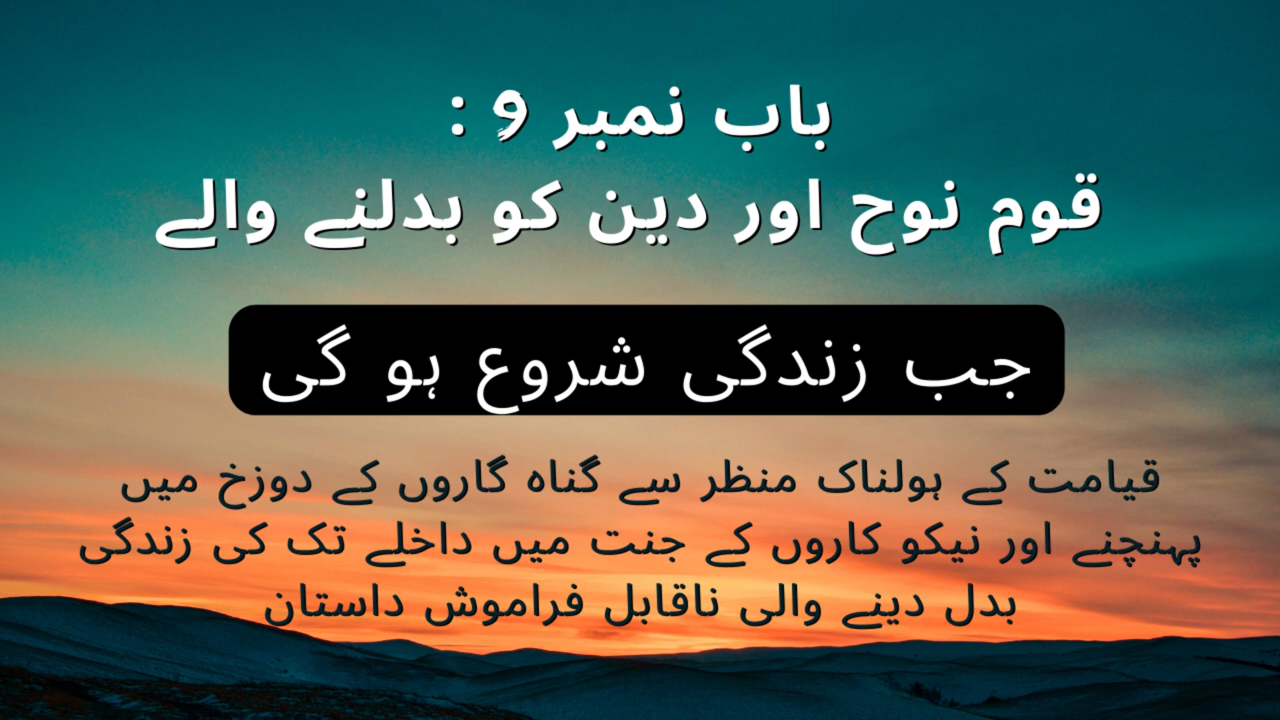 باب نمبر 9 :
قوم نوح اور دین کو بدلنے والے
جب زندگی شروع ہو گی
قیامت کے ہولناک منظر سے گناہ گاروں کے دوزخ میں
پہنچنے اور نیکو کاروں کے جنت میں داخلے تک کی زندگی
بدل دینے والی ناقابل فراموش داستان